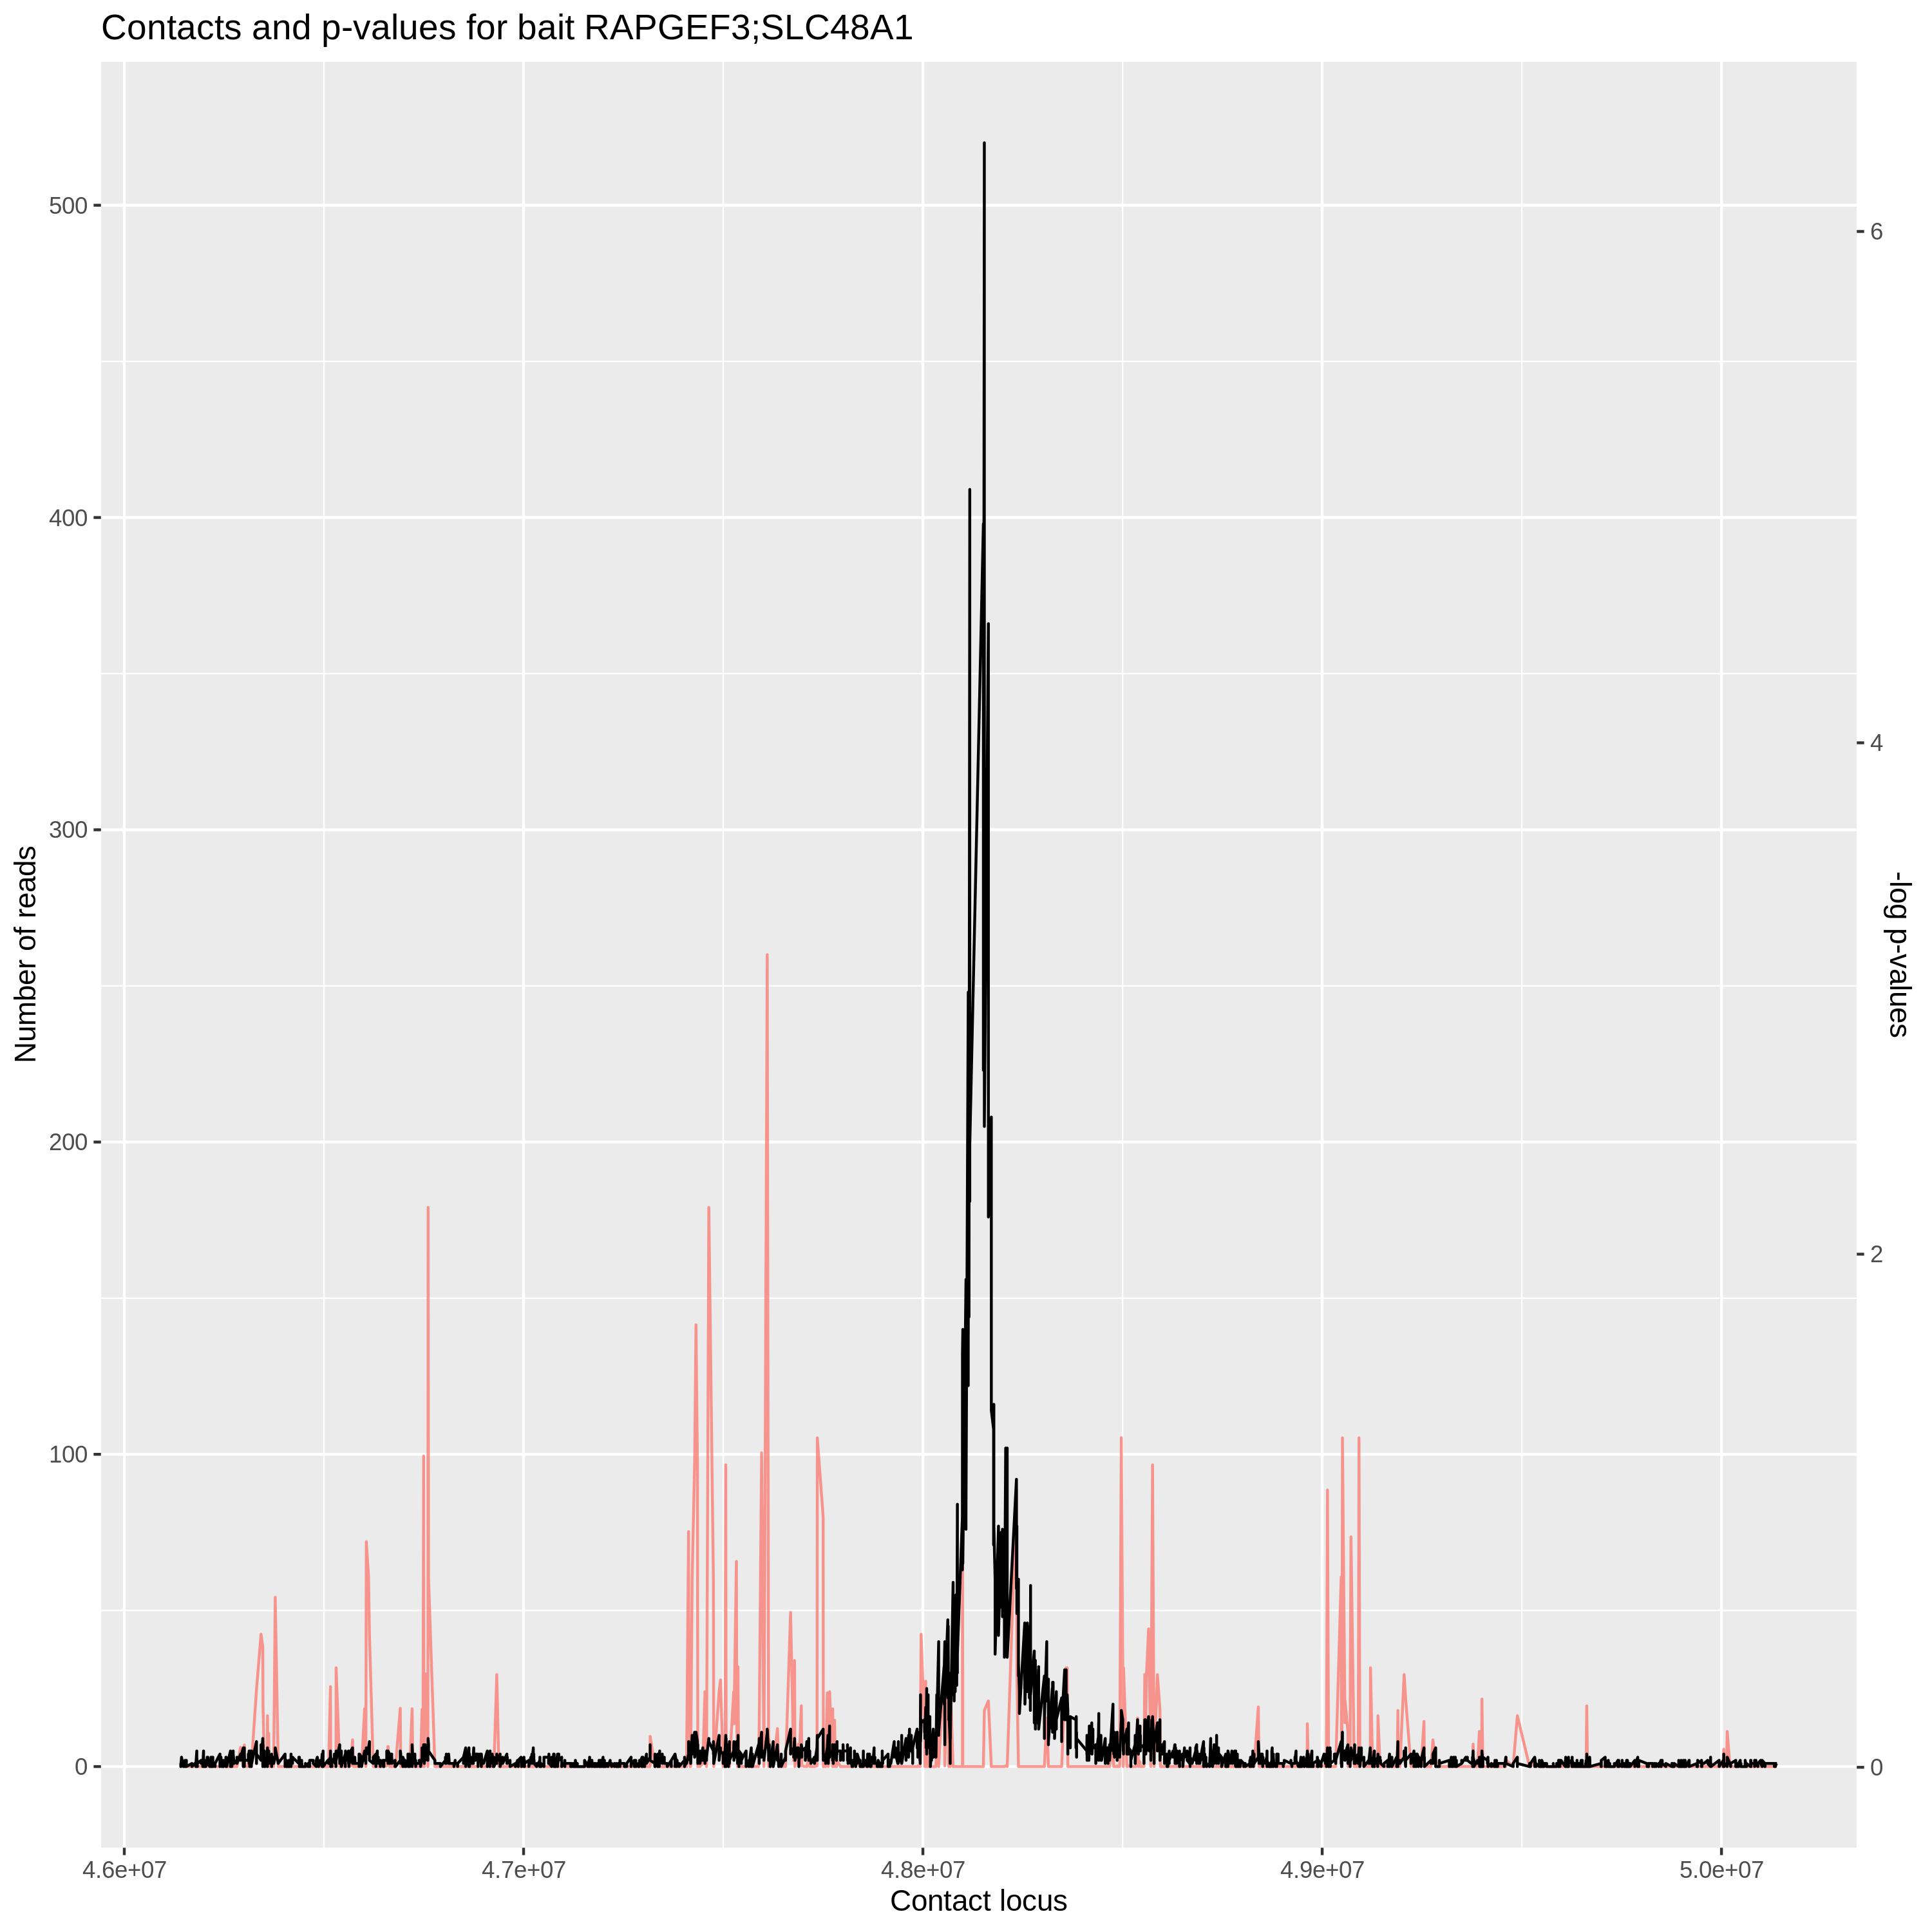 Contacts and p-values for bait RAPGEF3;SLC48A1
500
400
300
200
100
0
Number of reads
6
4
2
0
-log p-values
4.6e+07 4.7e+07 4.8e+07 4.9e+07 5.0e+07
Contact locus